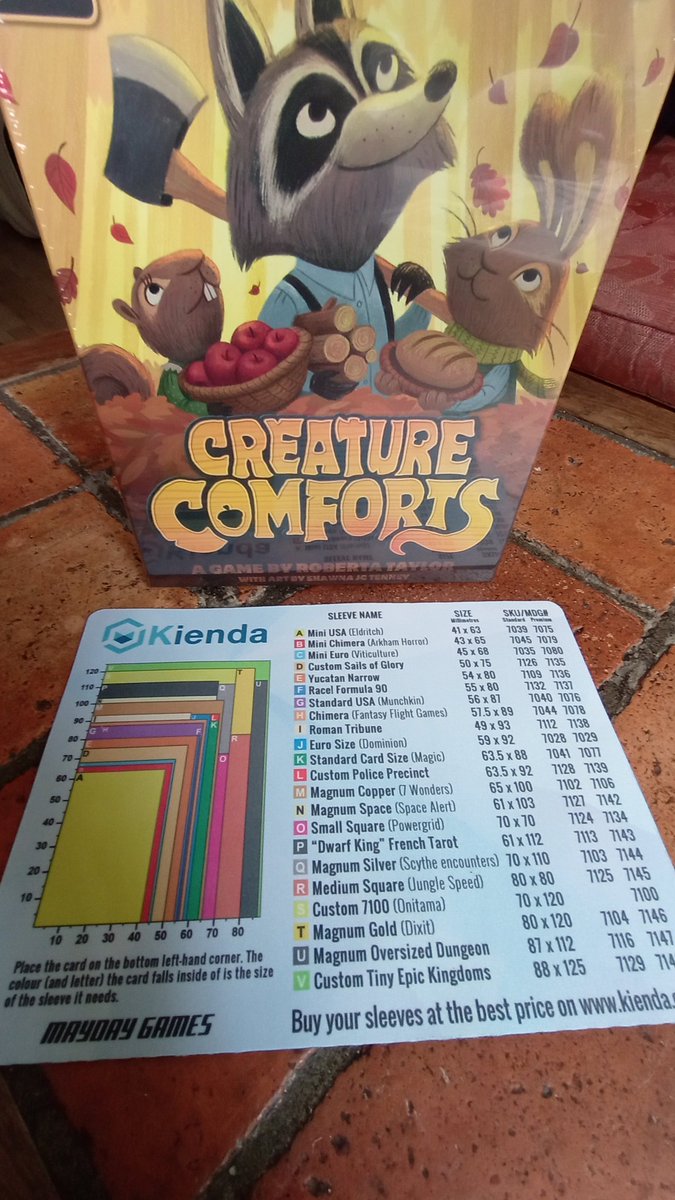 CREATURE
COMFORTS
A GAME BY ROBERTA TAYLOR
WITH ART BY SHAWNA JC TENNEY
Kienda
SLEEVE NAME SIZE SKU/MDG#
Millimetres Standard Premium
A Mini USA (Eldritch) 41 x 63 7039 7075
B Mini Chimera (Arkham Horror) 43 x 65 7045 7079
C Mini Euro (Viticulture) 45 x 68 7035 7080
D Custom Sails of Glory 50 x 75 7126 7135
E Yucatan Narrow 54 x 80 7109 7136
F Race! Formula 90 55 x 80 7132 7137
G Standard USA (Munchkin) 56 x 87 7040 7076
H Chimera (Fantasy Flight Games) 57.5 x 89 7044 7078
I Roman Tribune 49 x 93 7112 7138
J Euro Size (Dominion) 59 x 92 7028 7029
K Standard Card Size (Magic) 63.5 x 88 7041 7077
L Custom Police Precinct 63.5 x 92 7128 7139
M Magnum Copper (7 Wonders) 65 x 100 7102 7106
N Magnum Space (Space Alert) 61 x 103 7127 7142
O Small Square (Powergrid) 70 x 70 7124 7134
P “Dwarf King” French Tarot 61 x 112 7113 7143
Q Magnum Silver (Scythe encounters) 70 x 110 7103 7144
R Medium Square (Jungle Speed) 80 x 80 7125 7145
S Custom 7100 (Onitama) 70 x 120 7100
T Magnum Gold (Dixit) 80 x 120 7104 7146
U Magnum Oversized Dungeon 87 x 112 7116 7147
V Custom Tiny Epic Kingdoms 88 x 125 7129 714
120
100
90
80
70
60
50
40
30
20
10
10 20 30 40 50 60 70 80
P Q T U
G H F J L K R
D O
A
Place the card on the bottom left-hand corner. The
colour (and letter) the card falls inside of is the size
of the sleeve it needs.
MAYDAY GAMES
Buy your sleeves at the best price on www.kienda.